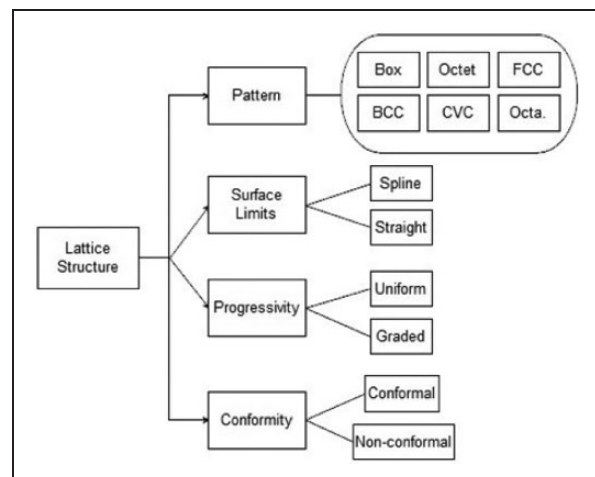 Box
Octet
FCC
Pattern
BCC
CVC
Octa.
Surface
Limits
Spline
Straight
Lattice
Structure
Progressivity
Uniform
Graded
Conformity
Conformal
Non-conformal